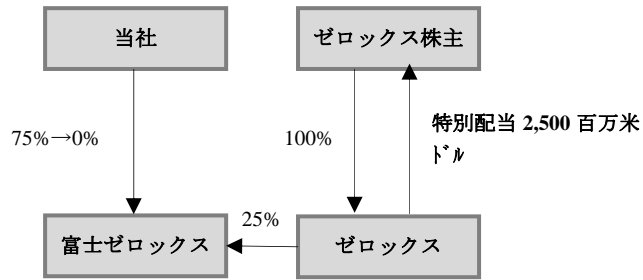 当社
ゼロックス株主
75%→0%
100%
特別配当 2,500 百万米
ﾄﾞﾙ
25%
富士ゼロックス
ゼロックス